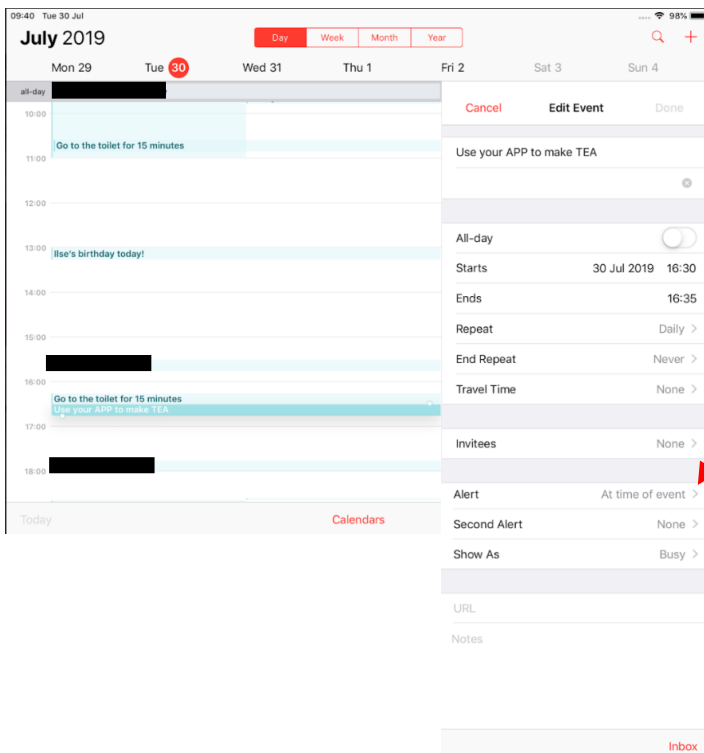 09:40 Tue 30 Jul
98%
July 2019
Day Week Month Year
Mon 29 Tue 30 Wed 31 Thu 1 Fri 2 Sat 3 Sun 4
all-day
10:00
Go to the toilet for 15 minutes
11:00
12:00
13:00
Ilse's birthday today!
14:00
15:00
16:00
Go to the toilet for 15 minutes
Use your APP to make TEA
17:00
18:00
Today
Calendars
Cancel Edit Event Done
Use your APP to make TEA
All-day
Starts 30 Jul 2019 16:30
Ends 16:35
Repeat Daily >
End Repeat Never >
Travel Time None >
Invitees None >
Alert At time of event >
Second Alert None >
Show As Busy >
URL
Notes
Inbox